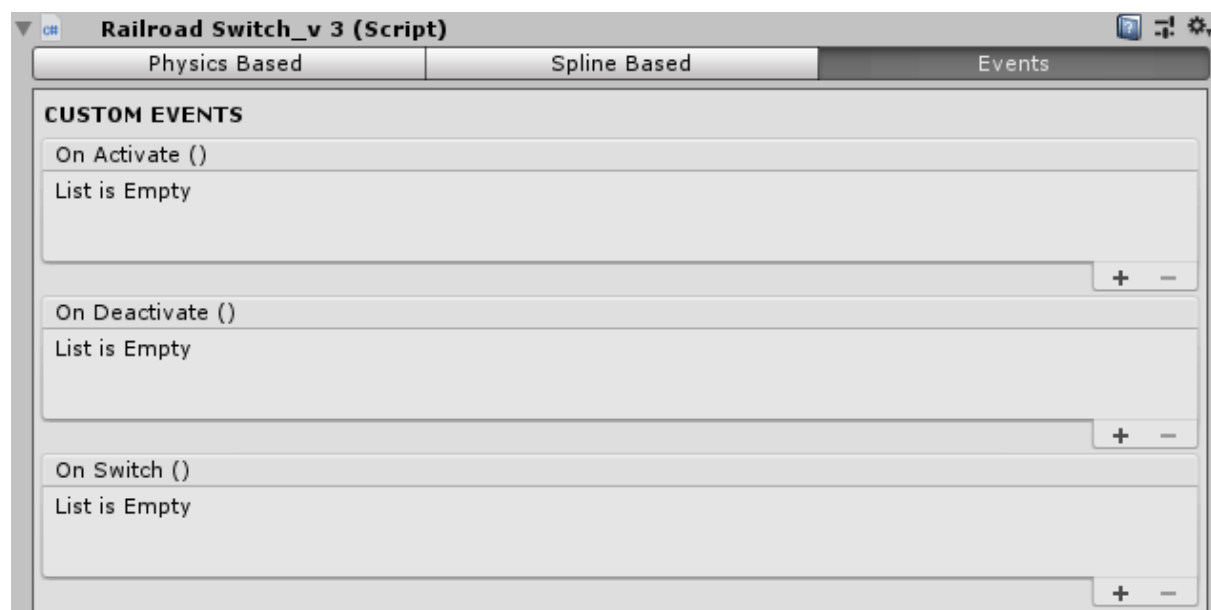 Railroad Switch_v 3 (Script)
Physics Based Spline Based Events
CUSTOM EVENTS
On Activate ()
List is Empty
+ −
On Deactivate ()
List is Empty
+ −
On Switch ()
List is Empty
+ −